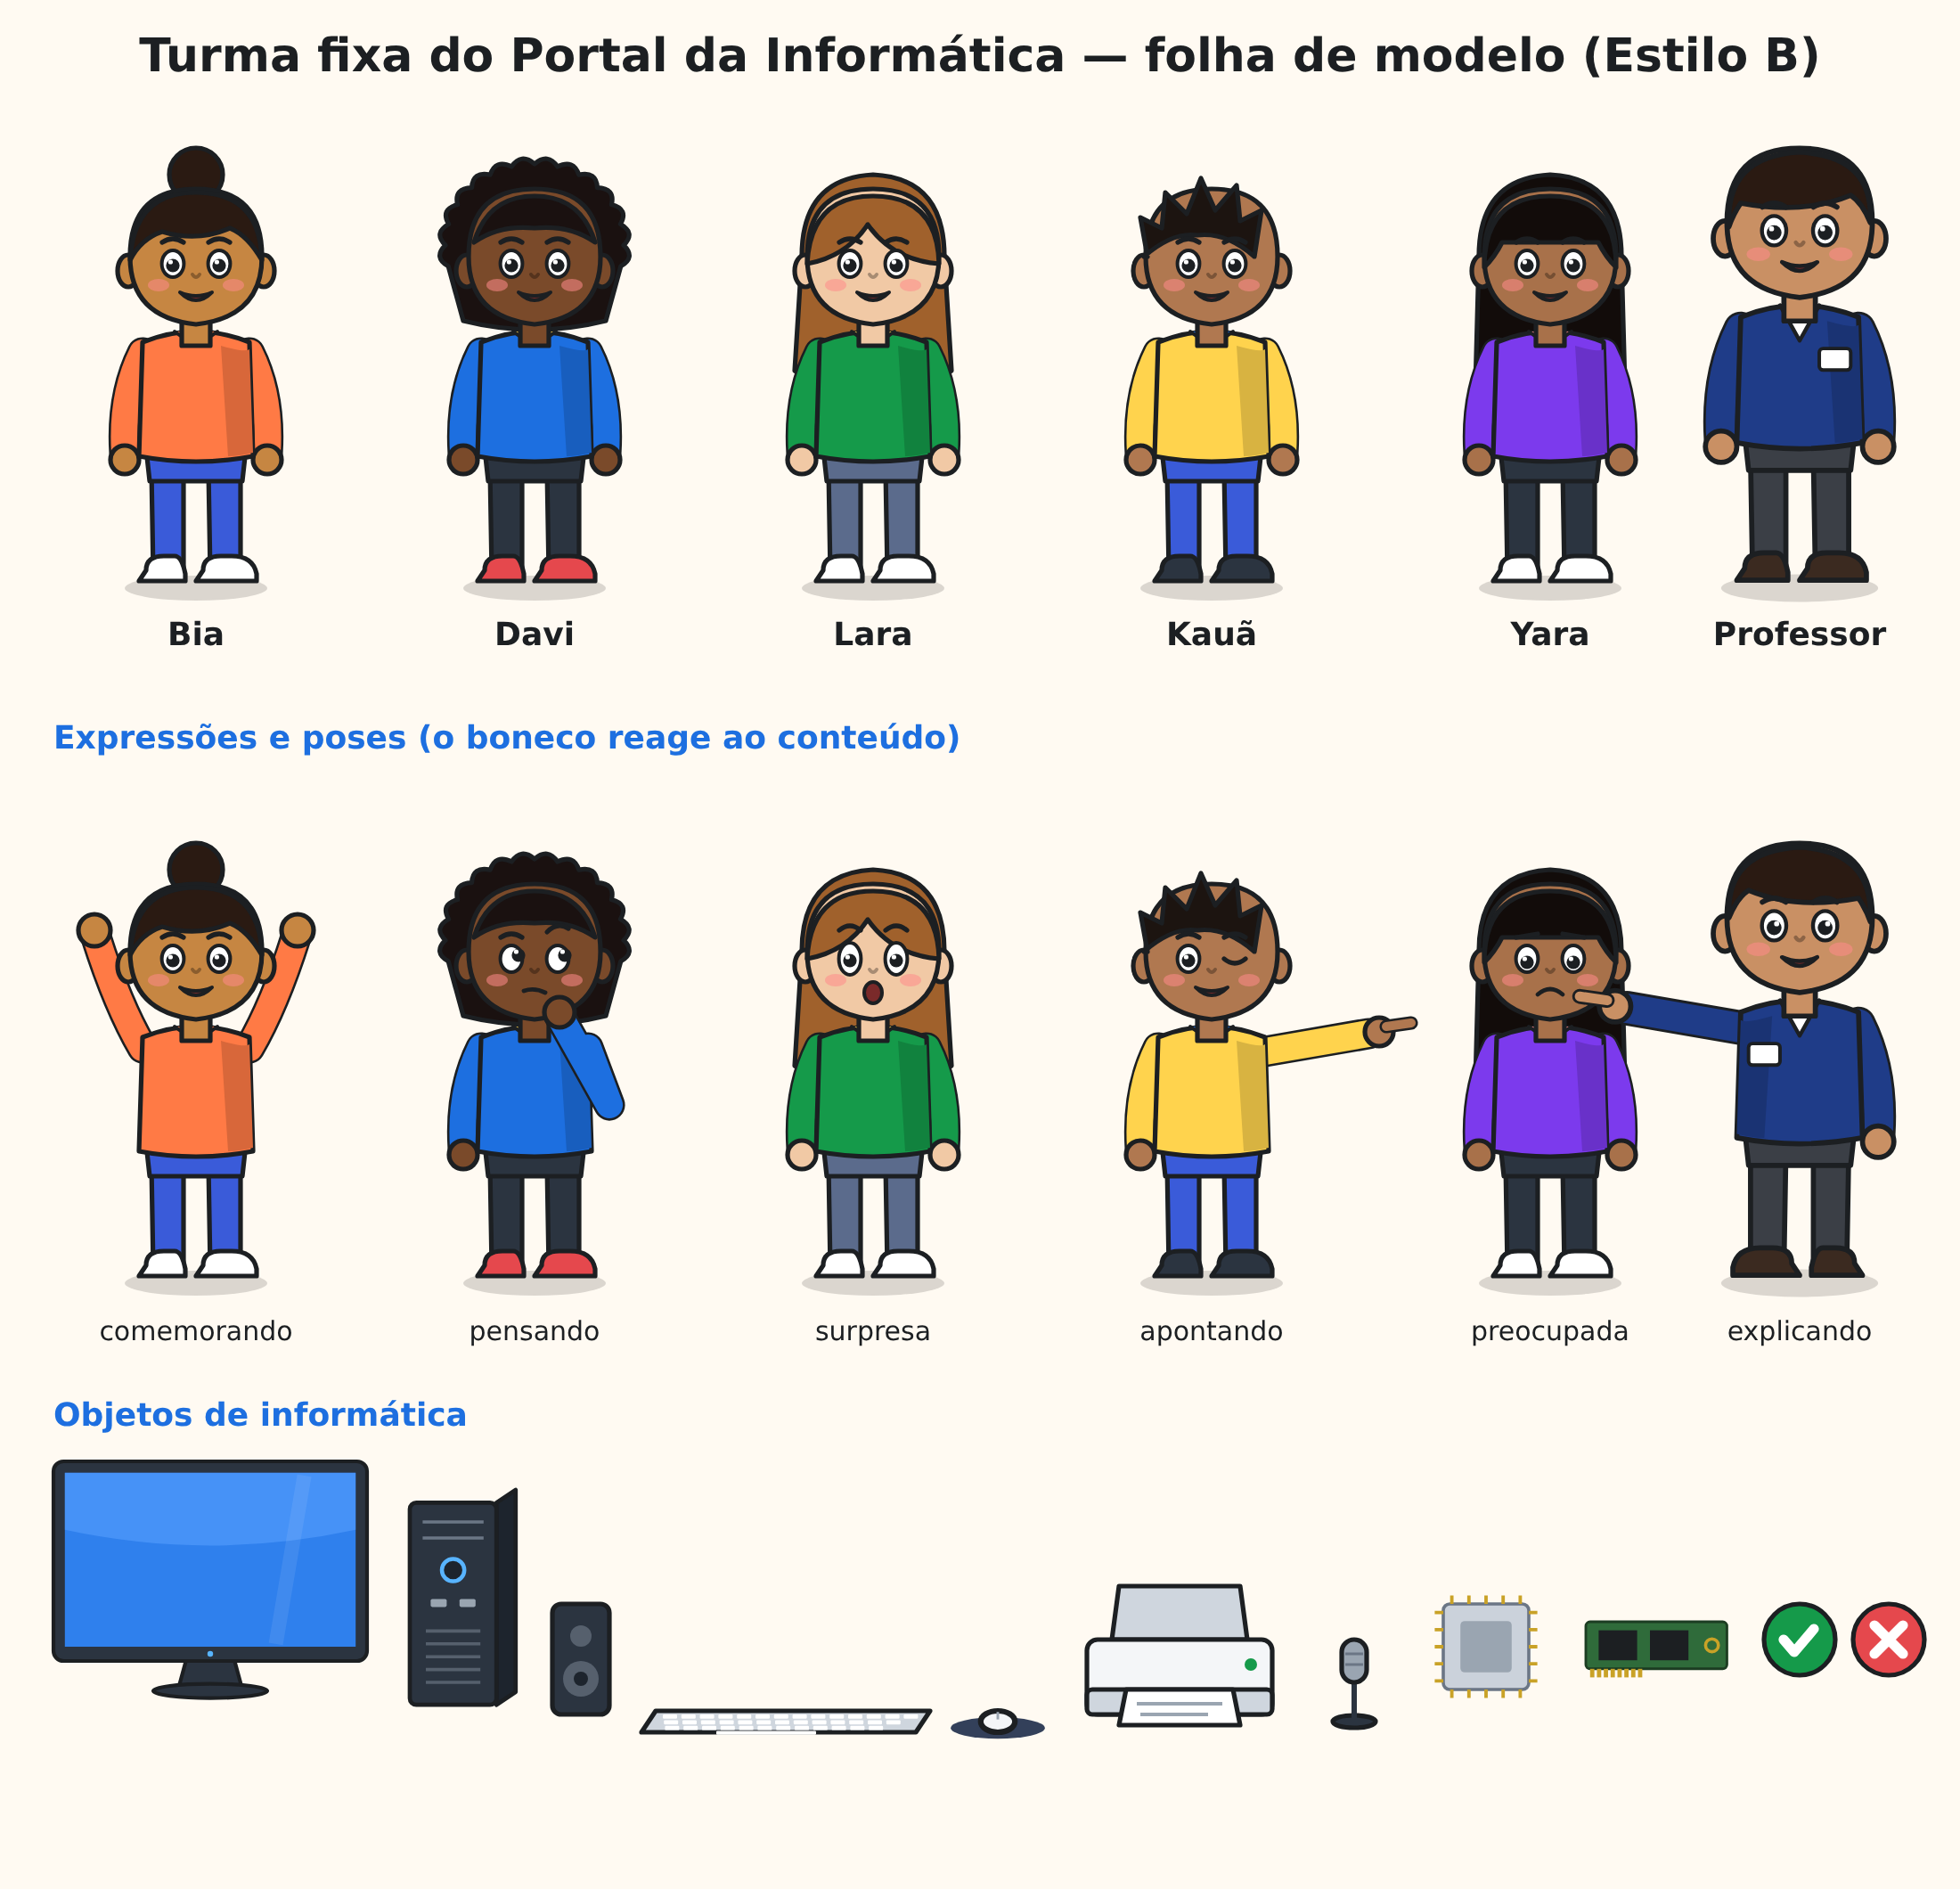 Turma fixa do Portal da Informática — folha de modelo (Estilo B)
Bia
Davi
Lara
Kauã
Yara
Professor
Expressões e poses (o boneco reage ao conteúdo)
comemorando
pensando
surpresa
apontando
preocupada
explicando
Objetos de informática